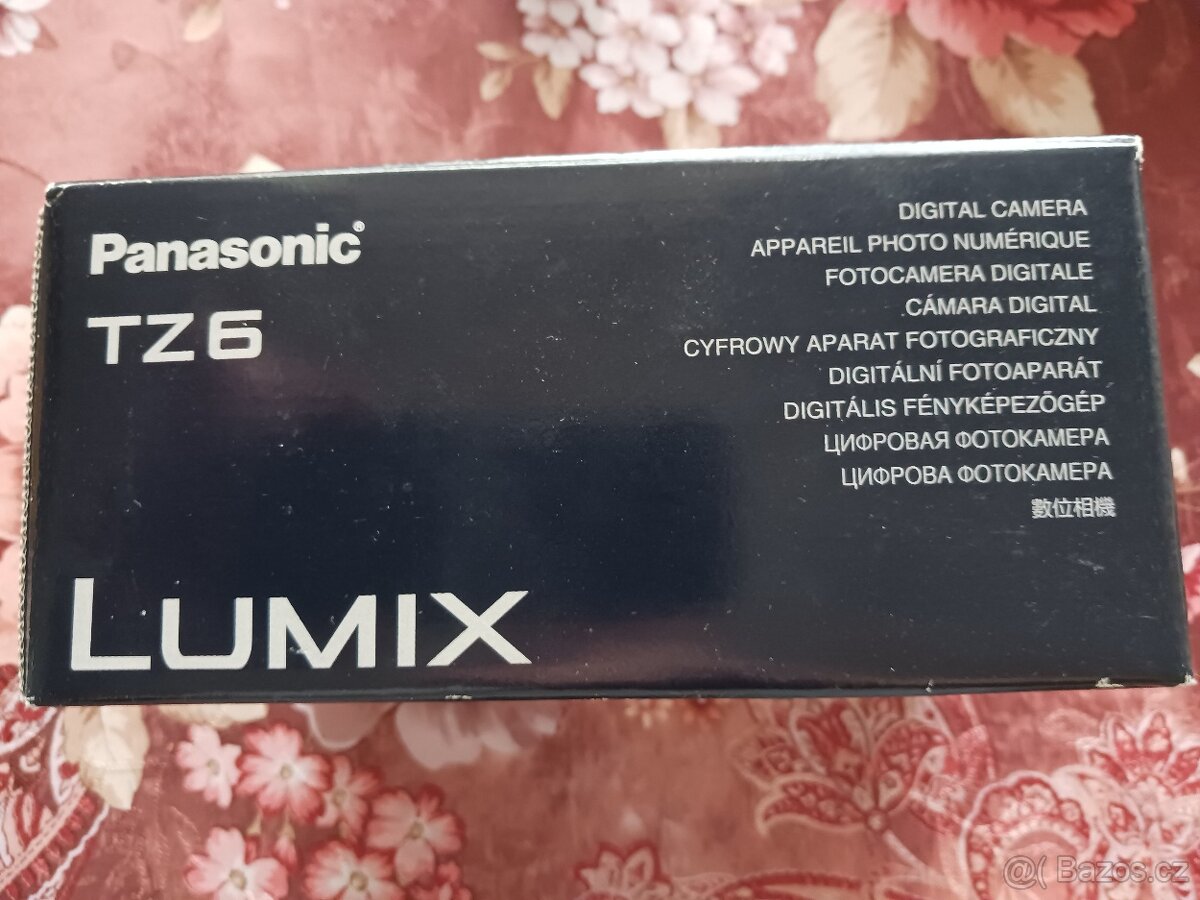 Panasonic®
TZ6
LUMIX
DIGITAL CAMERA
APPAREIL PHOTO NUMÉRIQUE
FOTOCAMERA DIGITALE
CÁMARA DIGITAL
CYFROWY APARAT FOTOGRAFICZNY
DIGITÁLNÍ FOTOAPARÁT
DIGITÁLIS FÉNYKÉPEZŐGÉP
ЦИФРОВАЯ ФОТОКАМЕРА
ЦИФРОВА ФОТОКАМЕРА
數位相機
@( Bazos.cz